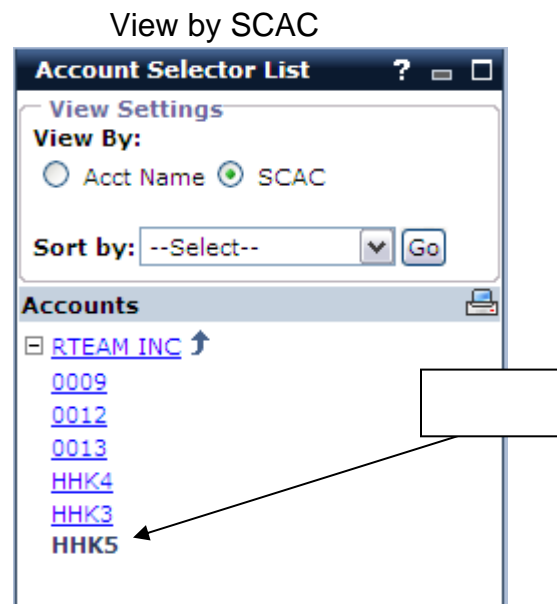 View by SCAC
Account Selector List ?
View Settings
View By:
Acct Name SCAC
Sort by: --Select-- Go
Accounts
RTEAM INC
0009
0012
0013
HHK4
HHK3
HHK5